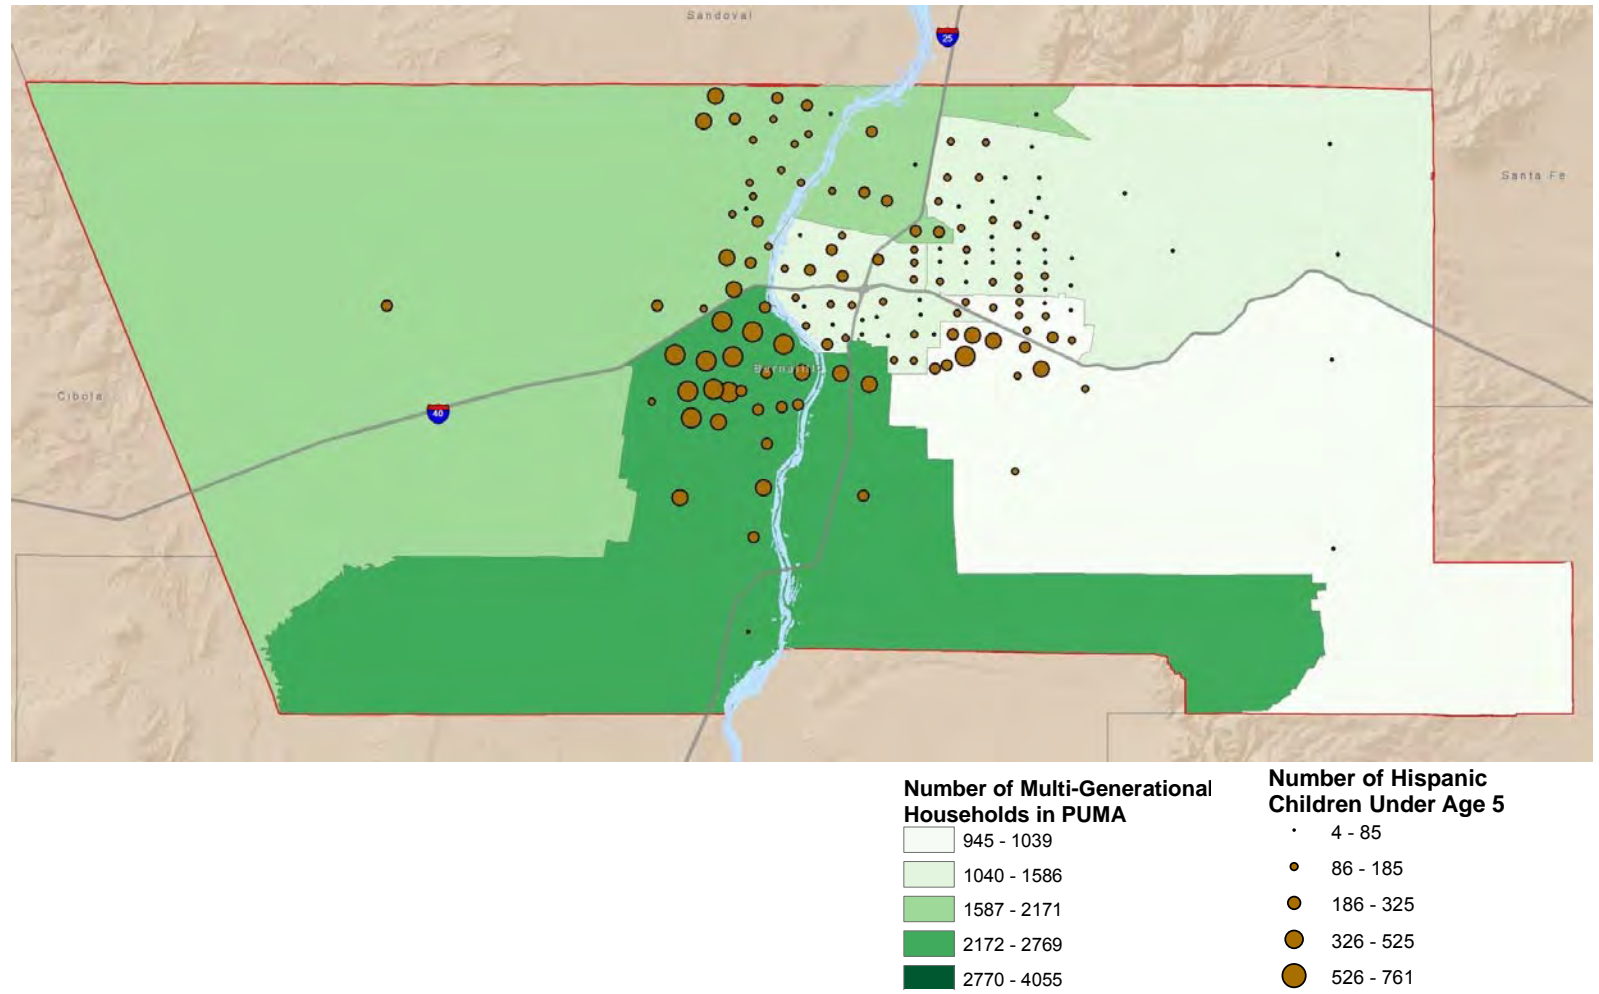 Sandoval
25
Santa Fe
Bernalillo
Cibola
40
Number of Multi-Generational
Households in PUMA
945 - 1039
1040 - 1586
1587 - 2171
2172 - 2769
2770 - 4055
Number of Hispanic
Children Under Age 5
4 - 85
86 - 185
186 - 325
326 - 525
526 - 761